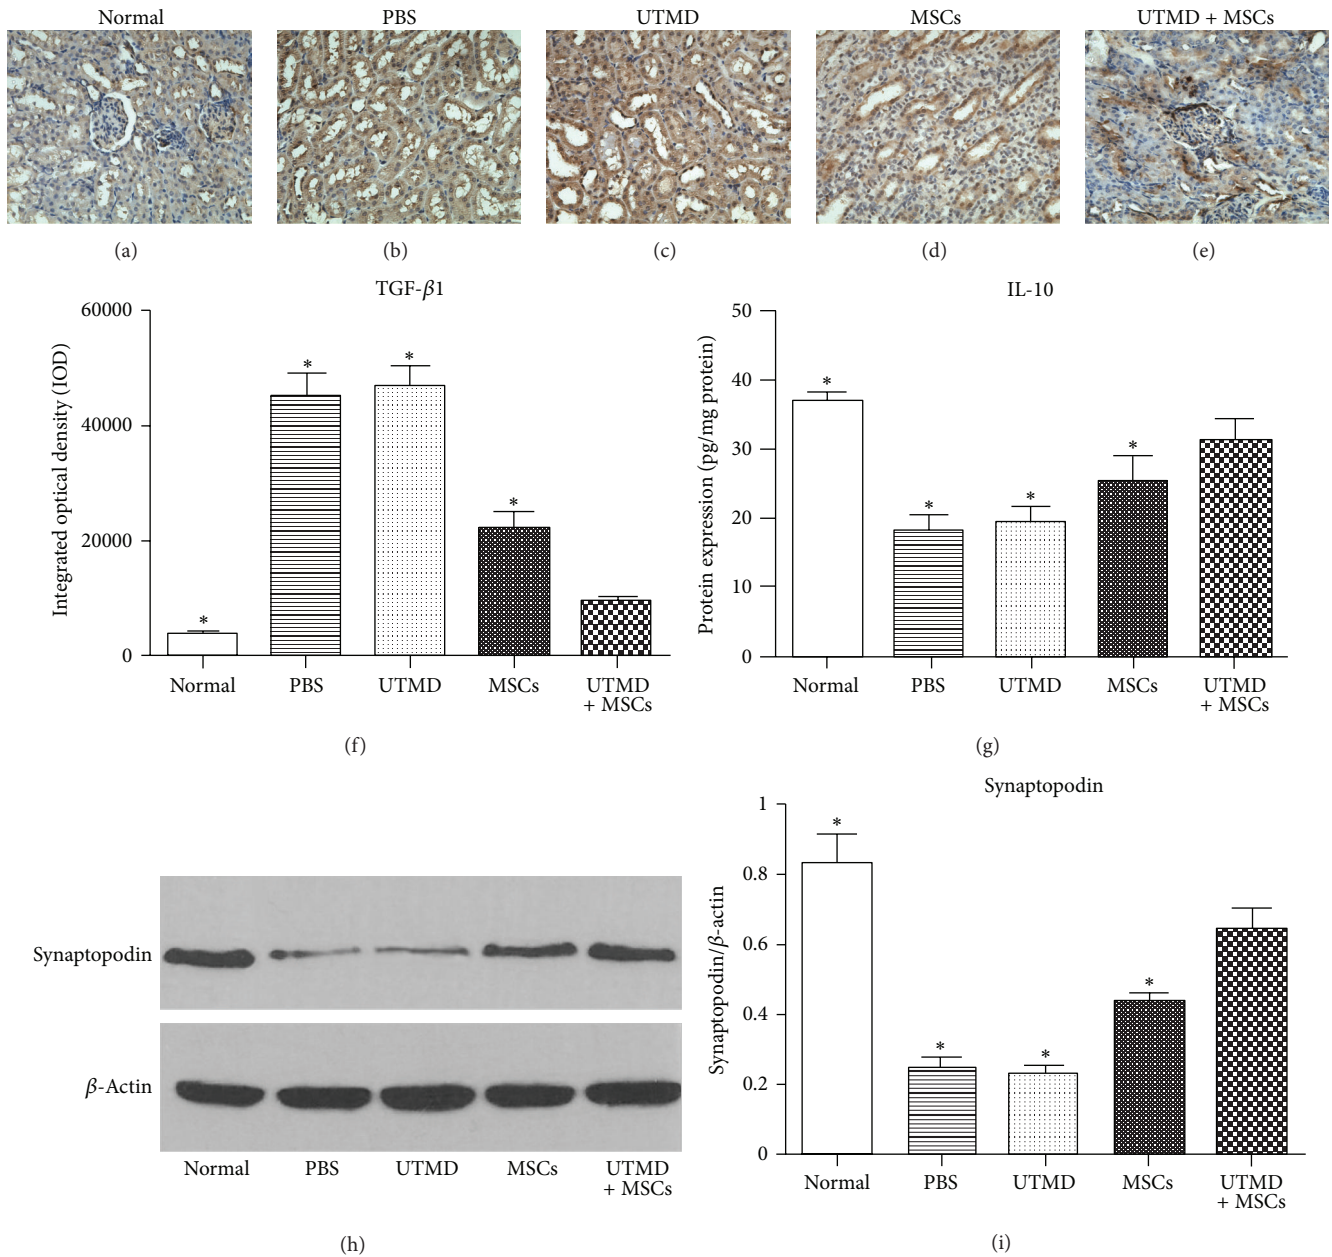 Normal
PBS
UTMD
MSCs
UTMD + MSCs
(a)
(b)
(c)
(d)
(e)
TGF-β1
Integrated optical density (IOD)
60000
40000
20000
0
*
*
*
*
Normal
PBS
UTMD
MSCs
UTMD
+ MSCs
(f)
IL-10
Protein expression (pg/mg protein)
50
40
30
20
10
0
*
*
*
*
Normal
PBS
UTMD
MSCs
UTMD
+ MSCs
(g)
Synaptopodin
β-Actin
Normal
PBS
UTMD
MSCs
UTMD
+ MSCs
(h)
Synaptopodin
Synaptopodin/β-actin
1
0.8
0.6
0.4
0.2
0
*
*
*
*
Normal
PBS
UTMD
MSCs
UTMD
+ MSCs
(i)